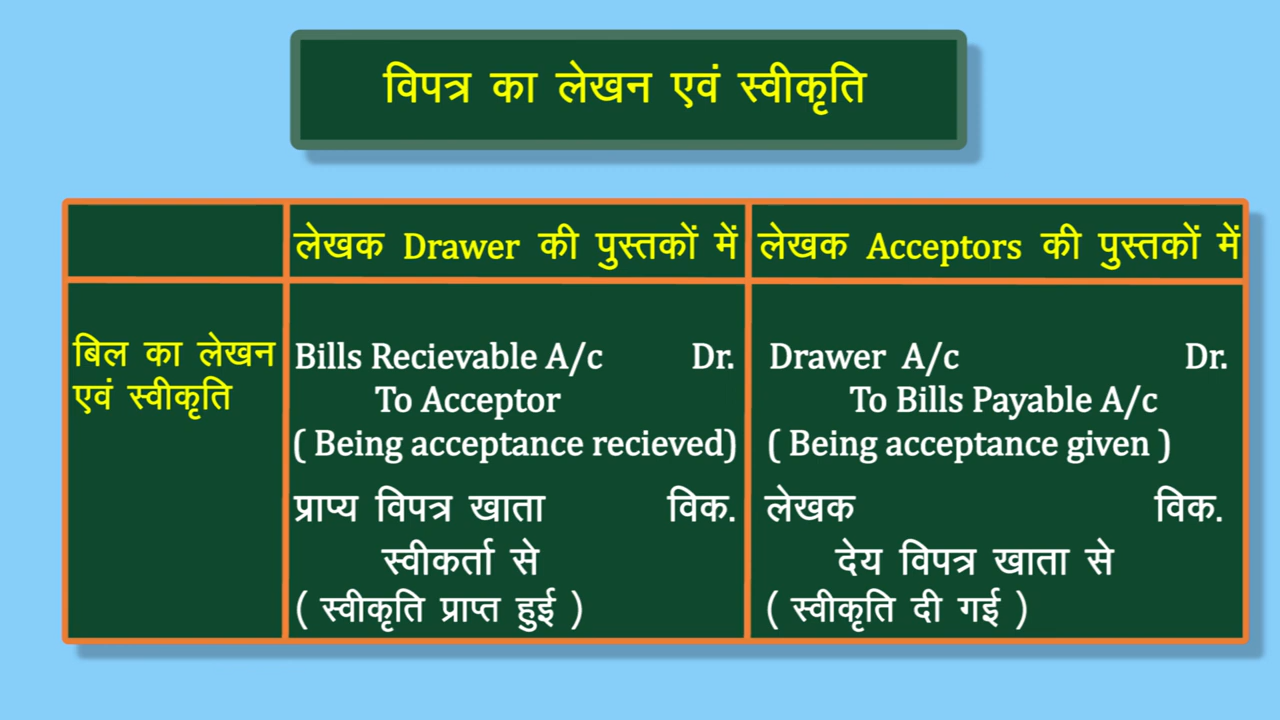 विपत्र का लेखन एवं स्वीकृति
लेखक Drawer की पुस्तकों में
लेखक Acceptors की पुस्तकों में
बिल का लेखन
एवं स्वीकृति
Bills Recievable A/c Dr.
To Acceptor
( Being acceptance recieved)
प्राप्य विपत्र खाता विक.
स्वीकर्ता से
( स्वीकृति प्राप्त हुई )
Drawer A/c Dr.
To Bills Payable A/c
( Being acceptance given )
लेखक विक.
देय विपत्र खाता से
( स्वीकृति दी गई )